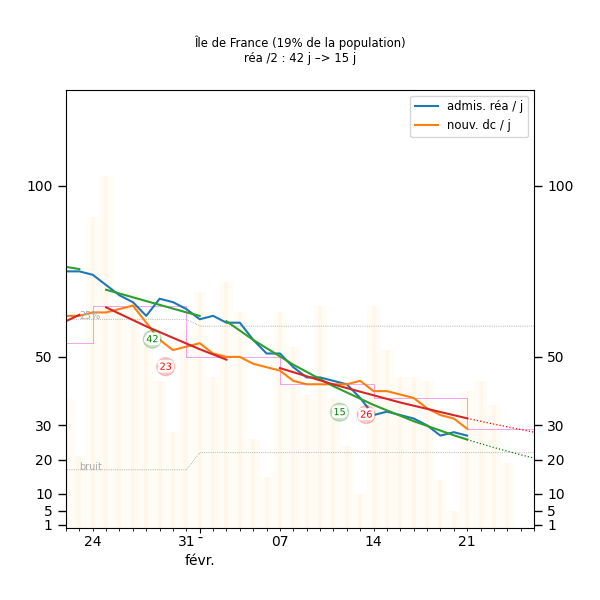 Île de France (19% de la population)
réa /2 : 42 j –> 15 j
admis. réa / j
nouv. dc / j
100 100
25%
50 50
42
23
15 26
30 30
20 20
bruit
10 10
5 5
1 1
24 31 - 07 14 21
févr.